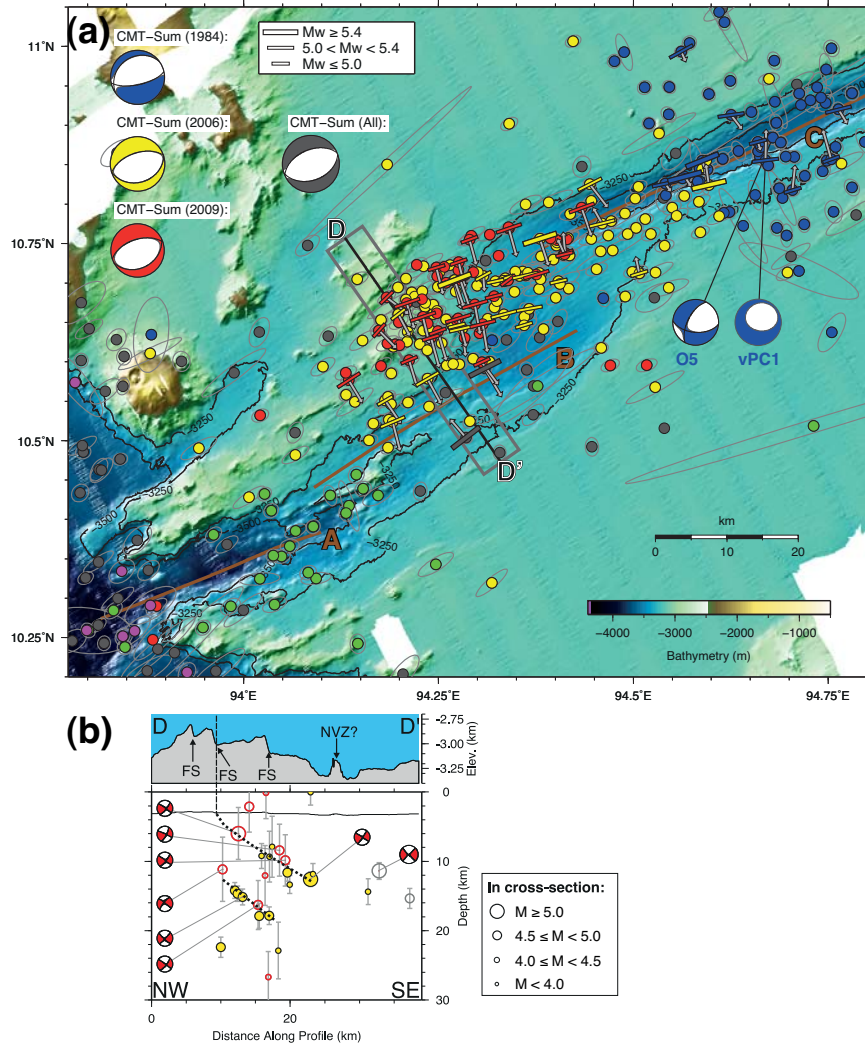 (a)
11°N
10.75°N
10.5°N
10.25°N
CMT−Sum (1984):
CMT−Sum (2006):
CMT−Sum (2009):
CMT−Sum (All):
Mw ≥ 5.4
5.0 < Mw < 5.4
Mw ≤ 5.0
−3250
C
D
B
O5
vPC1
−3250
−3250
−3500
−3250
D'
A
−3500
−3250
−3250
km
0 10 20
−4000 −3000 −2000 −1000
Bathymetry (m)
94°E
94.25°E
94.5°E
94.75°E
(b)
D
D'
NVZ?
FS
FS
FS
−2.75
−3.00
−3.25
Elev. (km)
0
10
20
30
Depth (km)
NW
SE
0
20
Distance Along Profile (km)
In cross-section:
M ≥ 5.0
4.5 ≤ M < 5.0
4.0 ≤ M < 4.5
M < 4.0